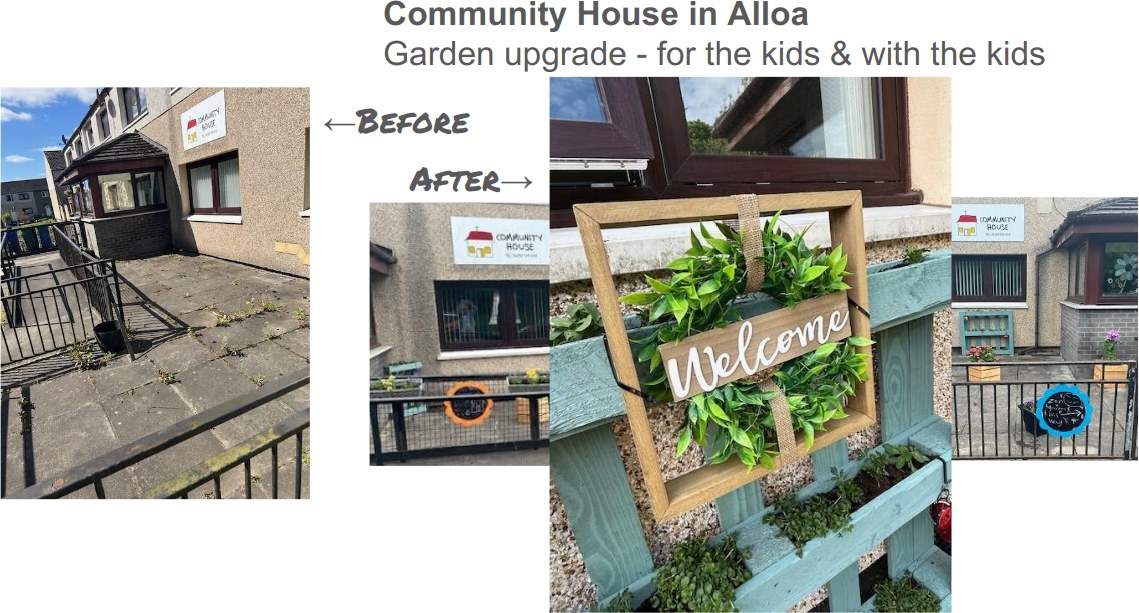 Community House in Alloa
Garden upgrade - for the kids & with the kids
←BEFORE
AFTER→
COMMUNITY
HOUSE
COMMUNITY
HOUSE
Welcome
COMMUNITY
HOUSE